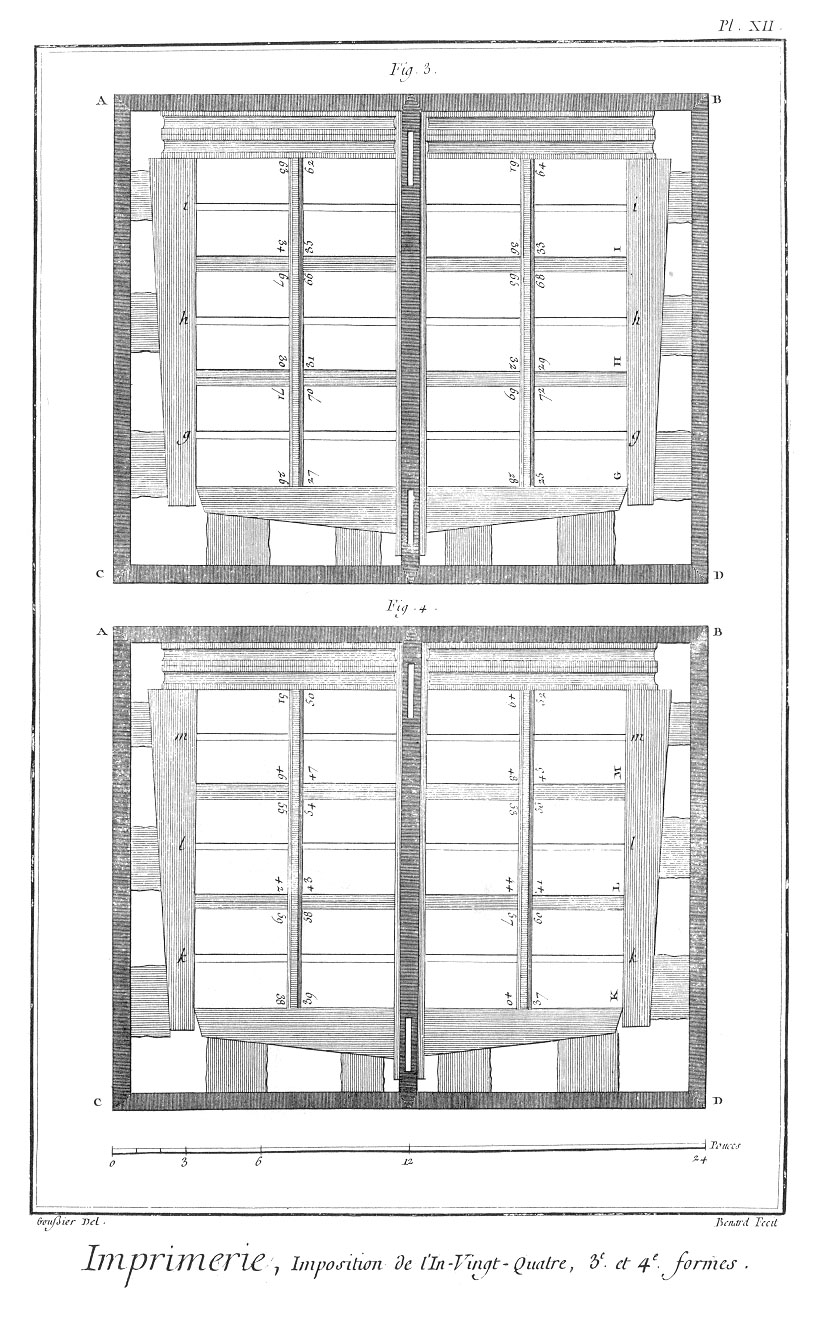 Pl. XII.
Fig. 3.
A B
63 62 61 64
i i
34 35 36 33 I
67 66 65 68
h h
30 31 32 29 H
71 70 69 72
g g
26 27 28 25 G
C D
Fig. 4.
A B
51 50 49 52
m m
46 47 48 45 M
55 54 53 56
l l
42 43 44 41 L
59 58 57 60
k k
38 39 40 37 K
C D
0 3 6 12 24 Pouces
Goussier Del. Benard Fecit
Imprimerie, Imposition de l'In-Vingt-Quatre, 3e. et 4e. formes.